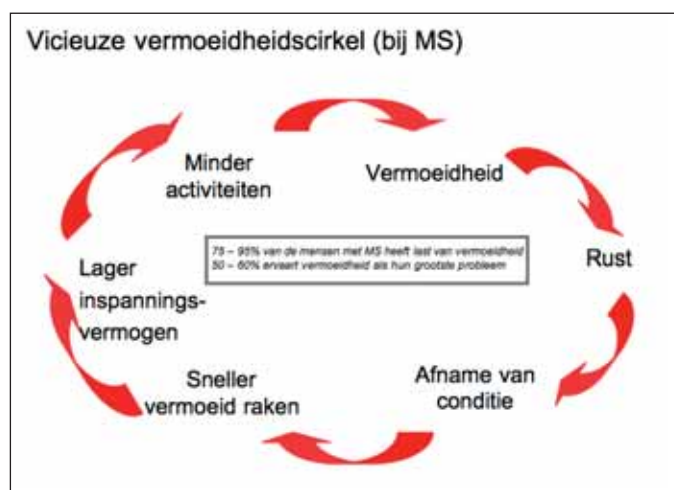 Vicieuze vermoeidheidscirkel (bij MS)
Minder
activiteiten
Vermoeidheid
Rust
Afname van
conditie
Sneller
vermoeid raken
Lager
inspannings-
vermogen
75 – 95% van de mensen met MS heeft last van vermoeidheid
50 – 60% ervaart vermoeidheid als hun grootste probleem